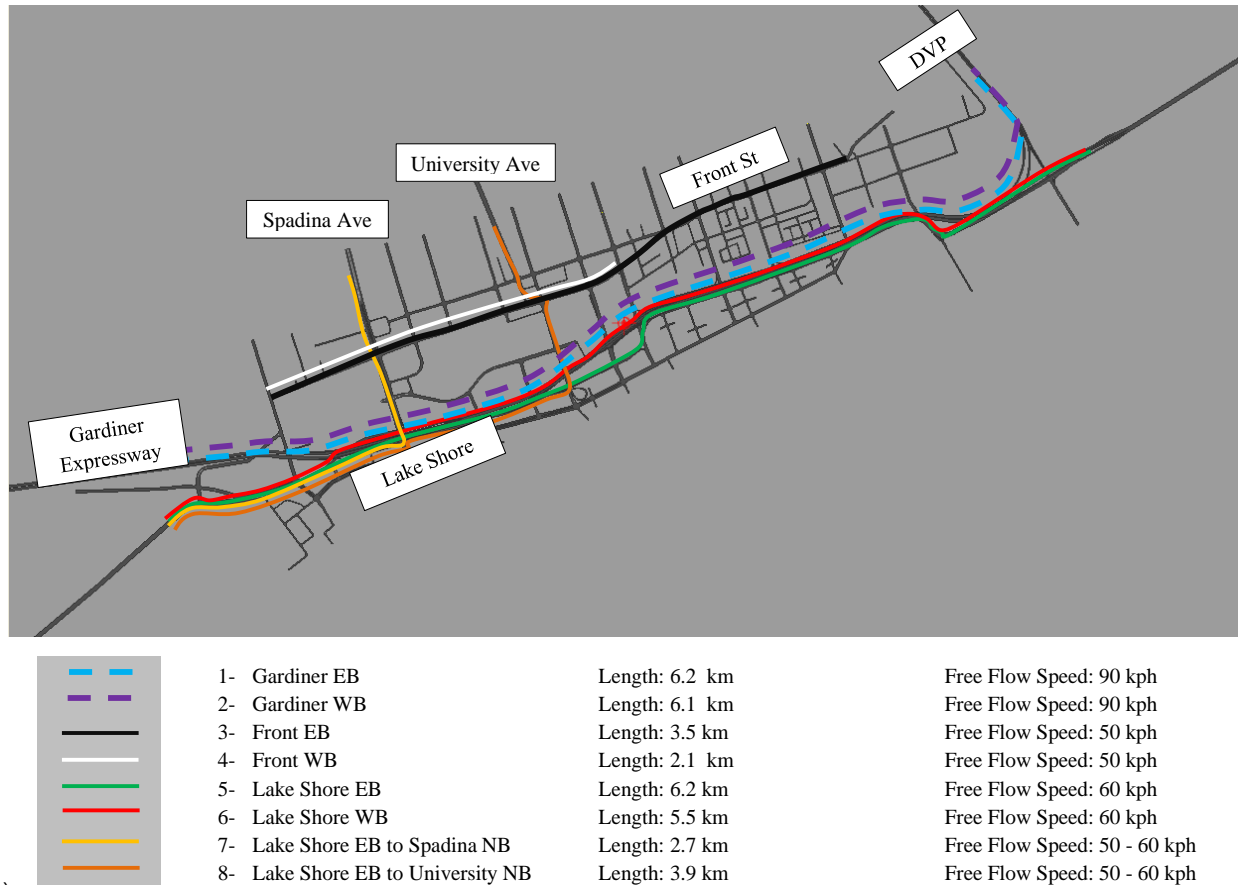 DVP
University Ave
Front St
Spadina Ave
Gardiner
Expressway
Lake Shore
1- Gardiner EB Length: 6.2 km Free Flow Speed: 90 kph
2- Gardiner WB Length: 6.1 km Free Flow Speed: 90 kph
3- Front EB Length: 3.5 km Free Flow Speed: 50 kph
4- Front WB Length: 2.1 km Free Flow Speed: 50 kph
5- Lake Shore EB Length: 6.2 km Free Flow Speed: 60 kph
6- Lake Shore WB Length: 5.5 km Free Flow Speed: 60 kph
7- Lake Shore EB to Spadina NB Length: 2.7 km Free Flow Speed: 50 - 60 kph
8- Lake Shore EB to University NB Length: 3.9 km Free Flow Speed: 50 - 60 kph